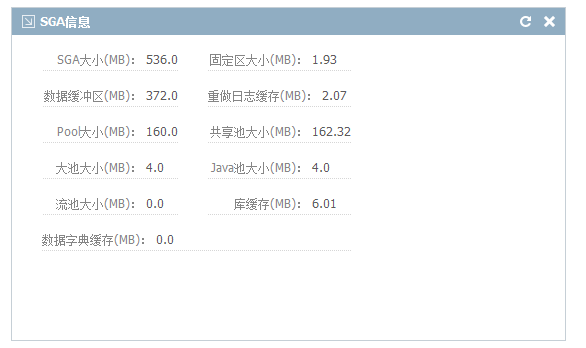 SGA信息
SGA大小(MB): 536.0 固定区大小(MB): 1.93
数据缓冲区(MB): 372.0 重做日志缓存(MB): 2.07
Pool大小(MB): 160.0 共享池大小(MB): 162.32
大池大小(MB): 4.0 Java池大小(MB): 4.0
流池大小(MB): 0.0 库缓存(MB): 6.01
数据字典缓存(MB): 0.0